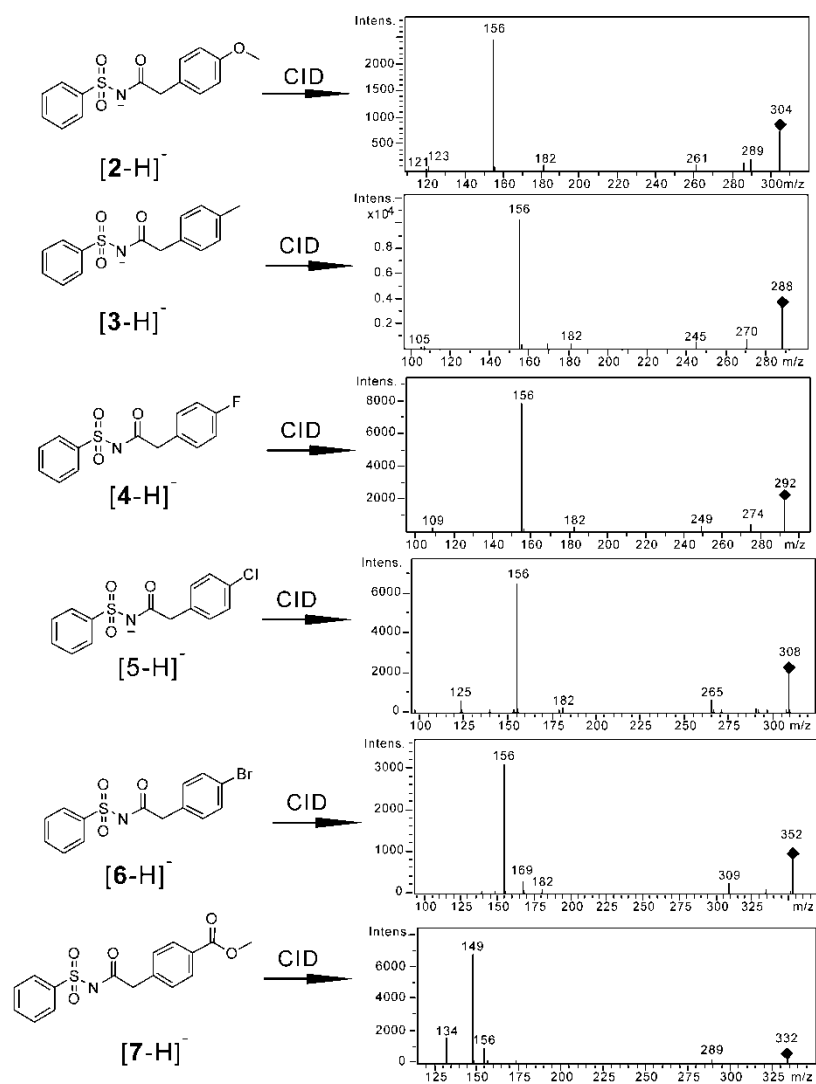 Intens.
O O O
S N
O
–
CID
2000
1500
1000
500
156
304
121 123 182 261 289
120 140 160 180 200 220 240 260 280 300m/z
[2-H]⁻
Intens.
x10⁴
O O
S N
O
–
CID
0.8
0.6
0.4
0.2
156
288
105 182 245 270
100 120 140 160 180 200 220 240 260 280 m/z
[3-H]⁻
Intens.
O O F
S N
O
CID
8000
6000
4000
2000
156
292
109 182 249 274
100 120 140 160 180 200 220 240 260 280 m/z
[4-H]⁻
Intens.
O O Cl
S N
O
–
CID
6000
4000
2000
0
156
308
125 182 265
100 125 150 175 200 225 250 275 300 m/z
[5-H]⁻
Intens.
O O Br
S N
O
CID
3000
2000
1000
0
156
352
169 182 309
100 125 150 175 200 225 250 275 300 325 m/z
[6-H]⁻
Intens.
O O O
S N O
O
CID
6000
4000
2000
0
149
134 156 289 332
125 150 175 200 225 250 275 300 325 m/z
[7-H]⁻